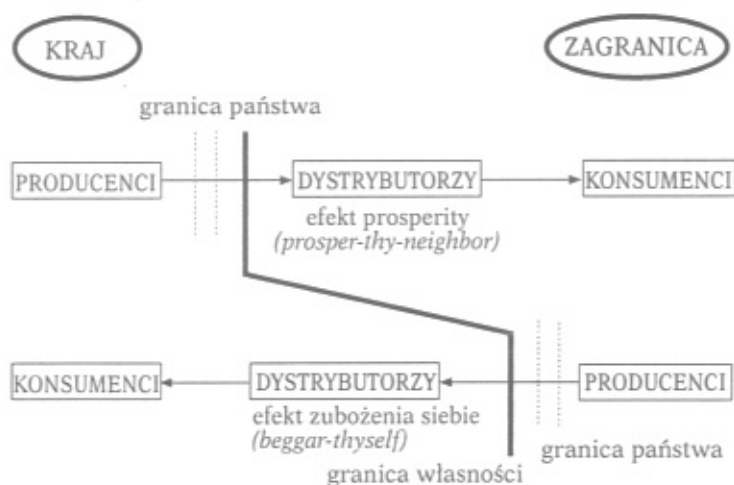 KRAJ
ZAGRANICA
granica państwa
PRODUCENCI
DYSTRYBUTORZY
KONSUMENCI
efekt prosperity
(prosper-thy-neighbor)
KONSUMENCI
DYSTRYBUTORZY
PRODUCENCI
efekt zubożenia siebie
(beggar-thyself)
granica państwa
granica własności